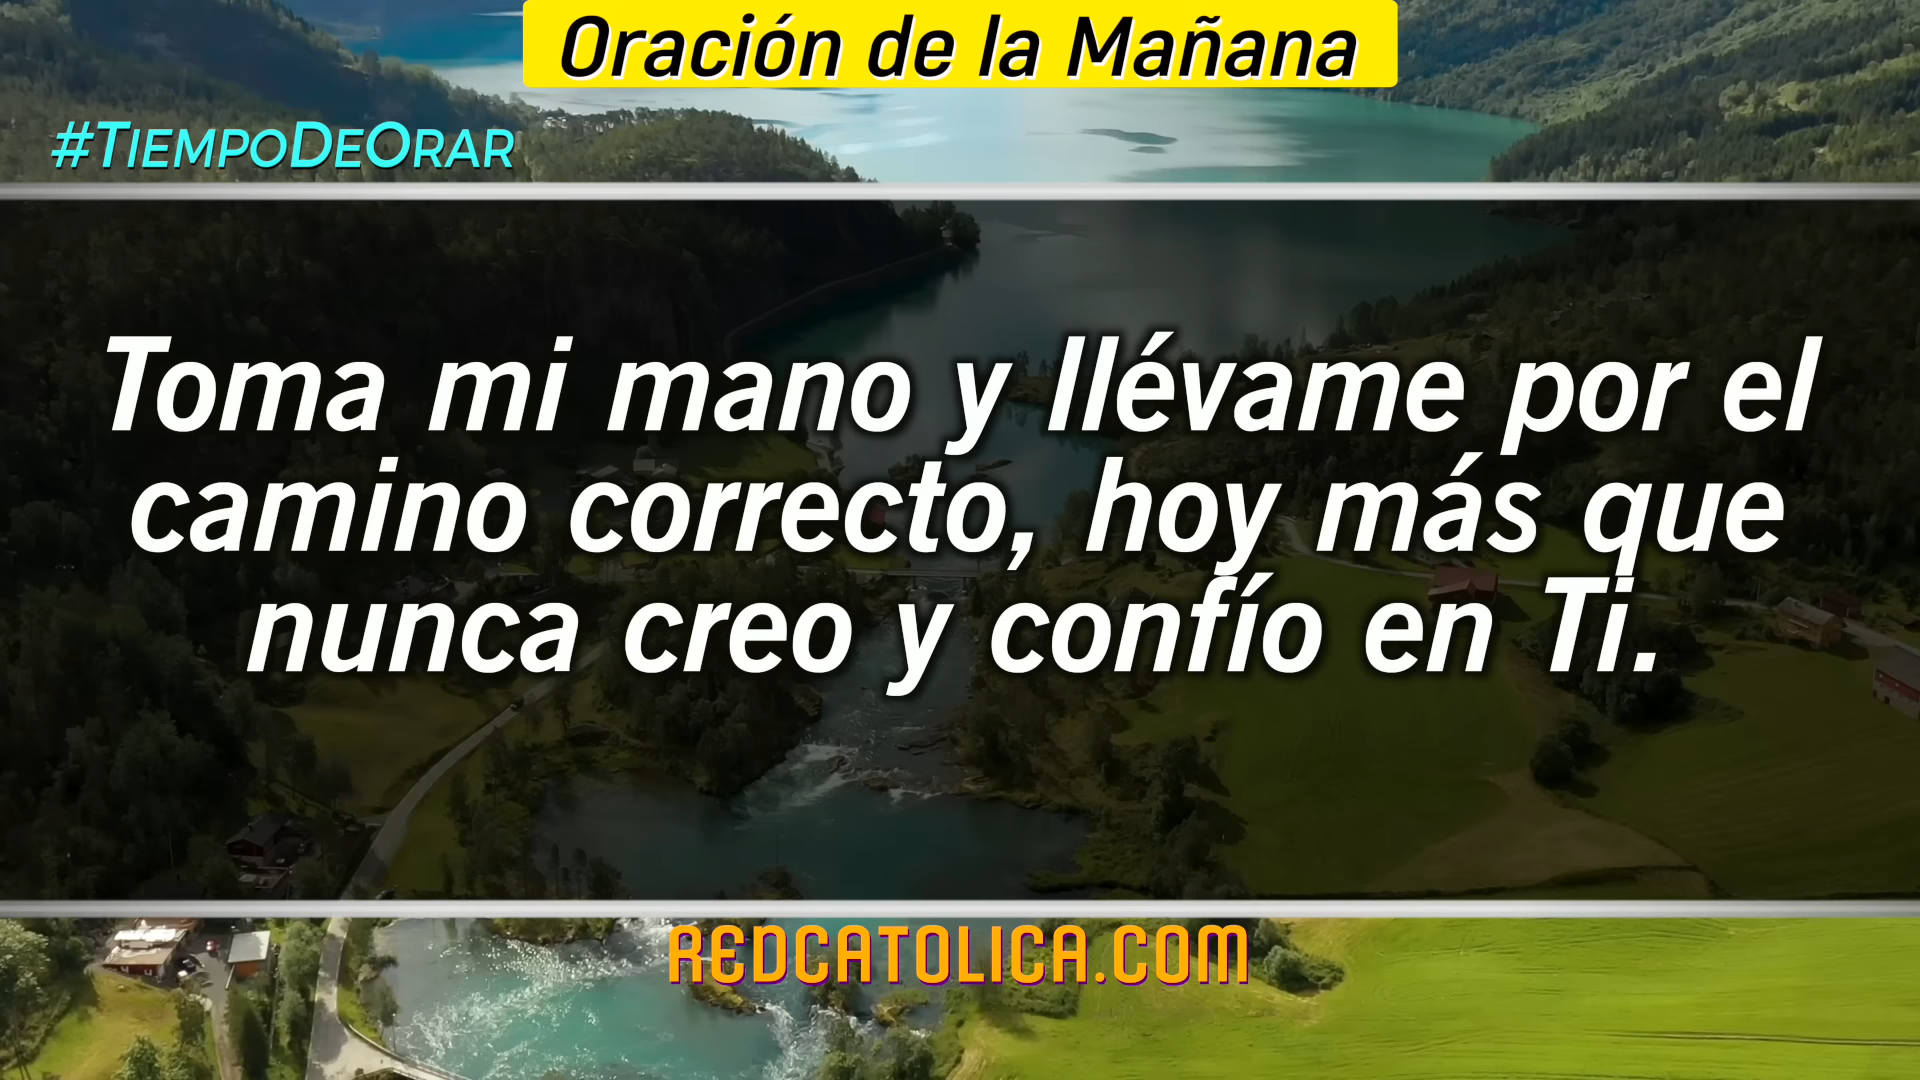 Oración de la Mañana
#TiempoDeOrar
Toma mi mano y llévame por el
camino correcto, hoy más que
nunca creo y confío en Ti.
REDCATOLICA.COM